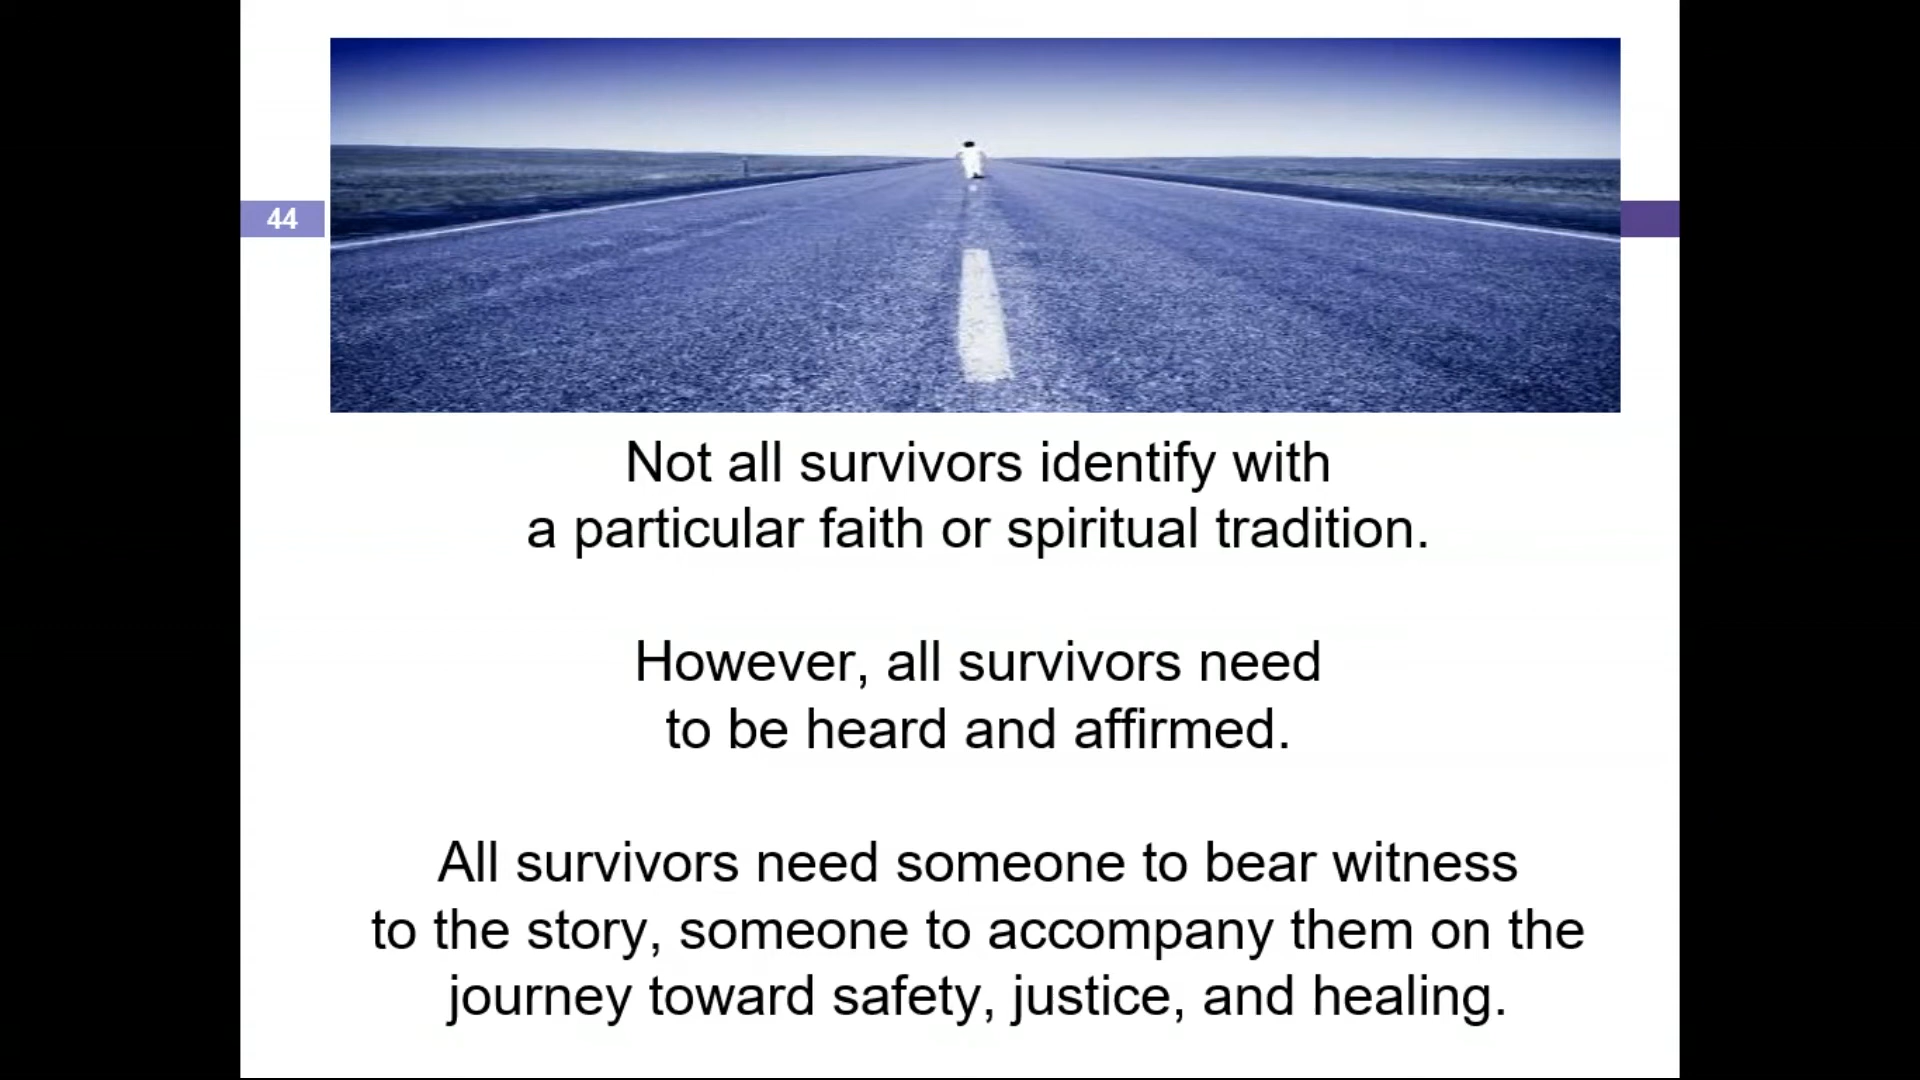 44
Not all survivors identify with
a particular faith or spiritual tradition.
However, all survivors need
to be heard and affirmed.
All survivors need someone to bear witness
to the story, someone to accompany them on the
journey toward safety, justice, and healing.